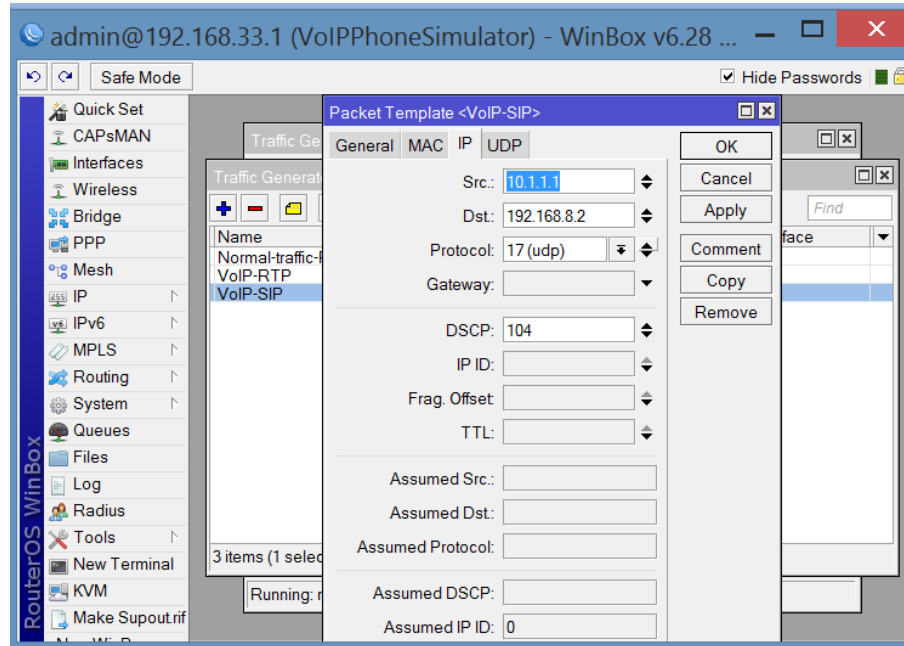 admin@192.168.33.1 (VoIPPhoneSimulator) - WinBox v6.28 ...
Safe Mode
Hide Passwords
Quick Set
CAPsMAN
Interfaces
Wireless
Bridge
PPP
Mesh
IP
IPv6
MPLS
Routing
System
Queues
Files
Log
Radius
Tools
New Terminal
KVM
Make Supout.rif
RouterOS WinBox
Traffic Ge
Traffic Generat
Find
Name
face
Normal-traffic-
VoIP-RTP
VoIP-SIP
3 items (1 selec
Running: r
Packet Template <VoIP-SIP>
General MAC IP UDP
Src.: 10.1.1.1
Dst.: 192.168.8.2
Protocol: 17 (udp)
Gateway:
DSCP: 104
IP ID:
Frag. Offset:
TTL:
Assumed Src.:
Assumed Dst.:
Assumed Protocol:
Assumed DSCP:
Assumed IP ID: 0
OK
Cancel
Apply
Comment
Copy
Remove